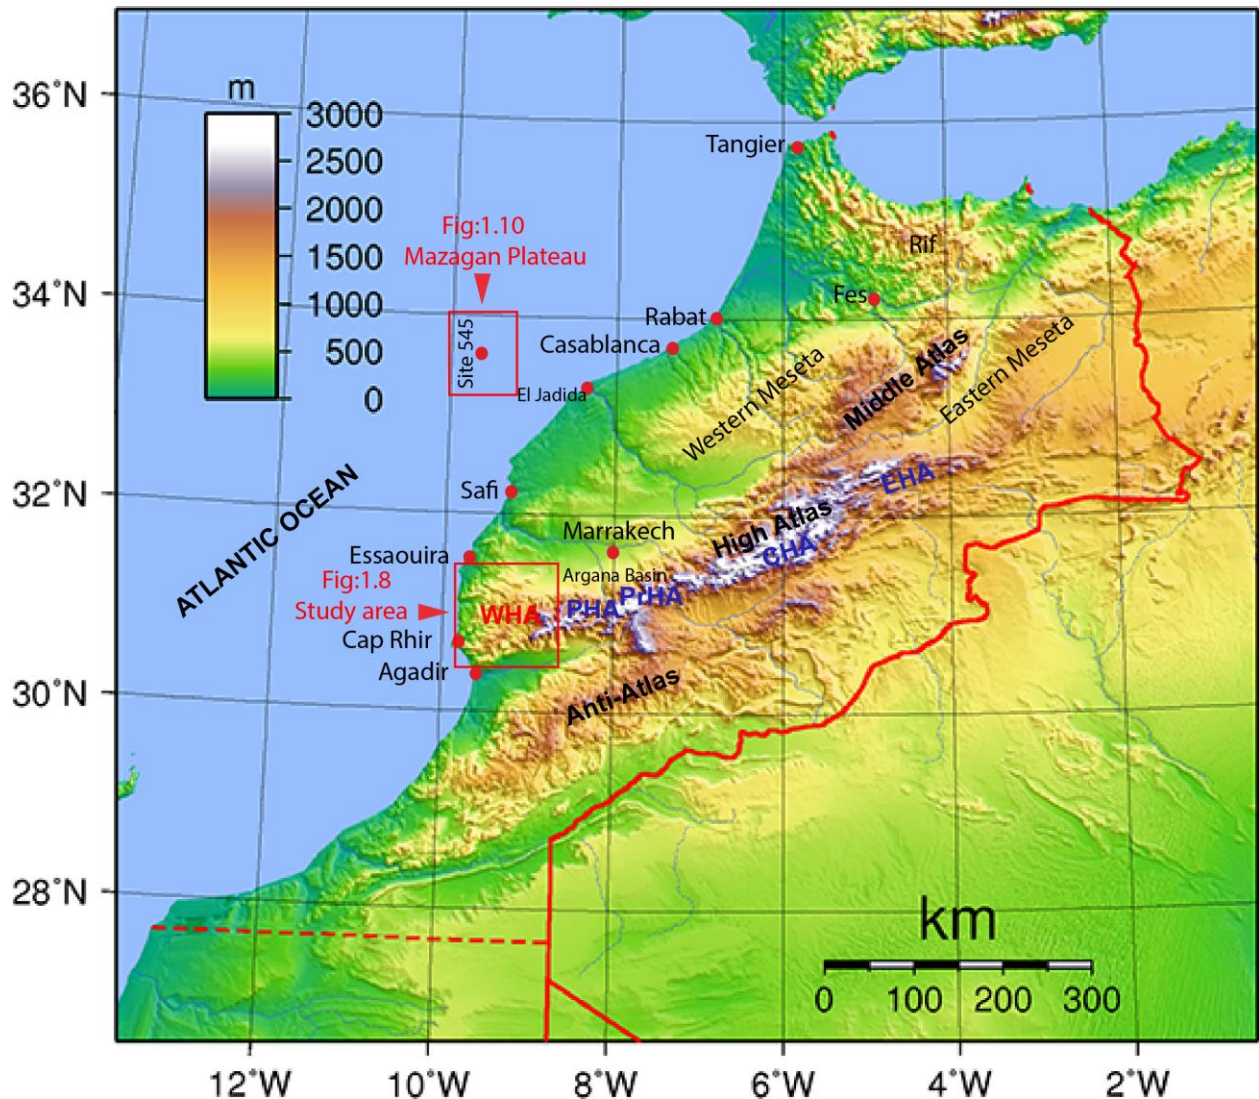 36°N
m
3000
2500
2000
1500
1000
500
0
Tangier
Fig:1.10
Mazagan Plateau
Rif
34°N
Fes
Rabat
Site 545
Casablanca
El Jadida
Western Meseta
Middle Atlas
Eastern Meseta
32°N
Safi
EHA
High Atlas
CHA
ATLANTIC OCEAN
Marrakech
Essaouira
Argana Basin
Fig:1.8
Study area
WHA
PHA
PrHA
Cap Rhir
30°N
Agadir
Anti-Atlas
28°N
km
0 100 200 300
12°W 10°W 8°W 6°W 4°W 2°W